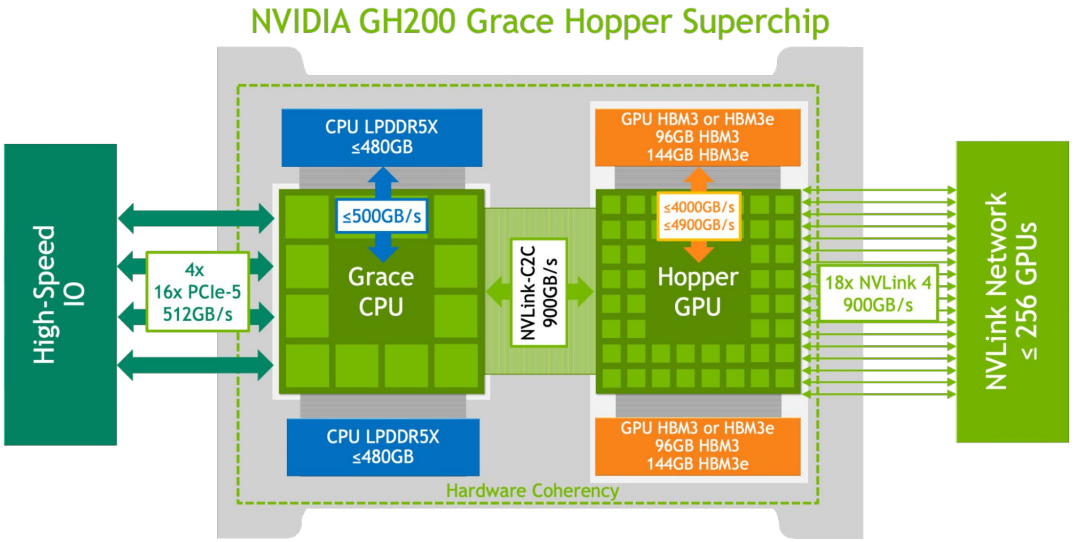 NVIDIA GH200 Grace Hopper Superchip
High-Speed
IO
4x
16x PCIe-5
512GB/s
CPU LPDDR5X
≤480GB
≤500GB/s
Grace
CPU
CPU LPDDR5X
≤480GB
NVLink-C2C
900GB/s
GPU HBM3 or HBM3e
96GB HBM3
144GB HBM3e
≤4000GB/s
≤4900GB/s
Hopper
GPU
GPU HBM3 or HBM3e
96GB HBM3
144GB HBM3e
18x NVLink 4
900GB/s
NVLink Network
≤ 256 GPUs
Hardware Coherency